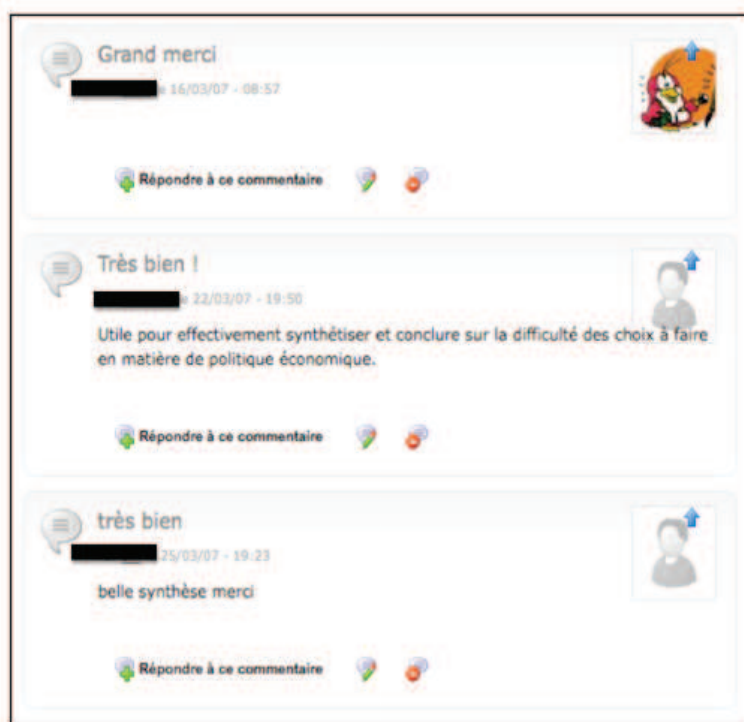 Grand merci
e 16/03/07 - 08:57
Répondre à ce commentaire
Très bien !
e 22/03/07 - 19:50
Utile pour effectivement synthétiser et conclure sur la difficulté des choix à faire
en matière de politique économique.
Répondre à ce commentaire
très bien
25/03/07 - 19:23
belle synthèse merci
Répondre à ce commentaire